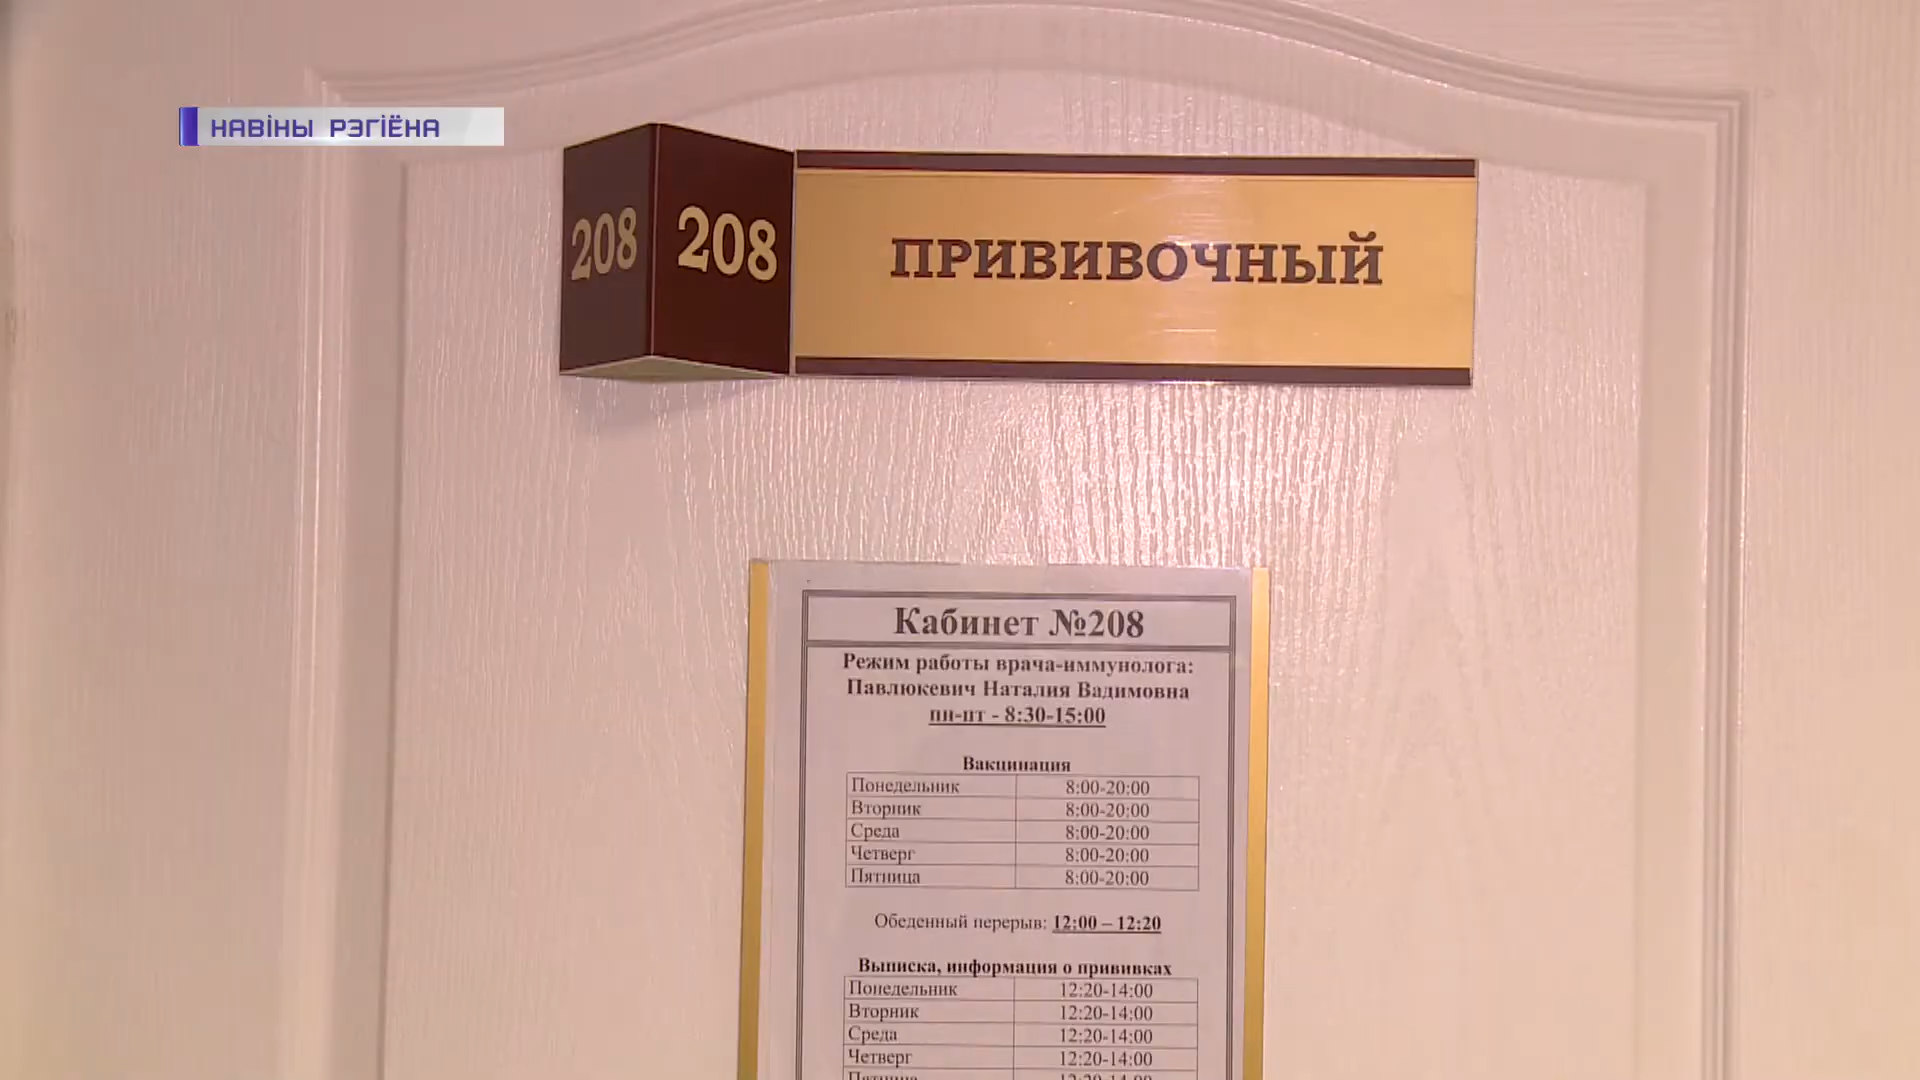 НАВІНЫ РЭГІЁНА
208 208 ПРИВИВОЧНЫЙ
Кабинет №208
Режим работы врача-иммунолога:
Павлюкевич Наталия Вадимовна
пн-пт - 8:30-15:00
Вакцинация
Понедельник 8:00-20:00
Вторник 8:00-20:00
Среда 8:00-20:00
Четверг 8:00-20:00
Пятница 8:00-20:00
Обеденный перерыв: 12:00 – 12:20
Выписка, информация о прививках
Понедельник 12:20-14:00
Вторник 12:20-14:00
Среда 12:20-14:00
Четверг 12:20-14:00